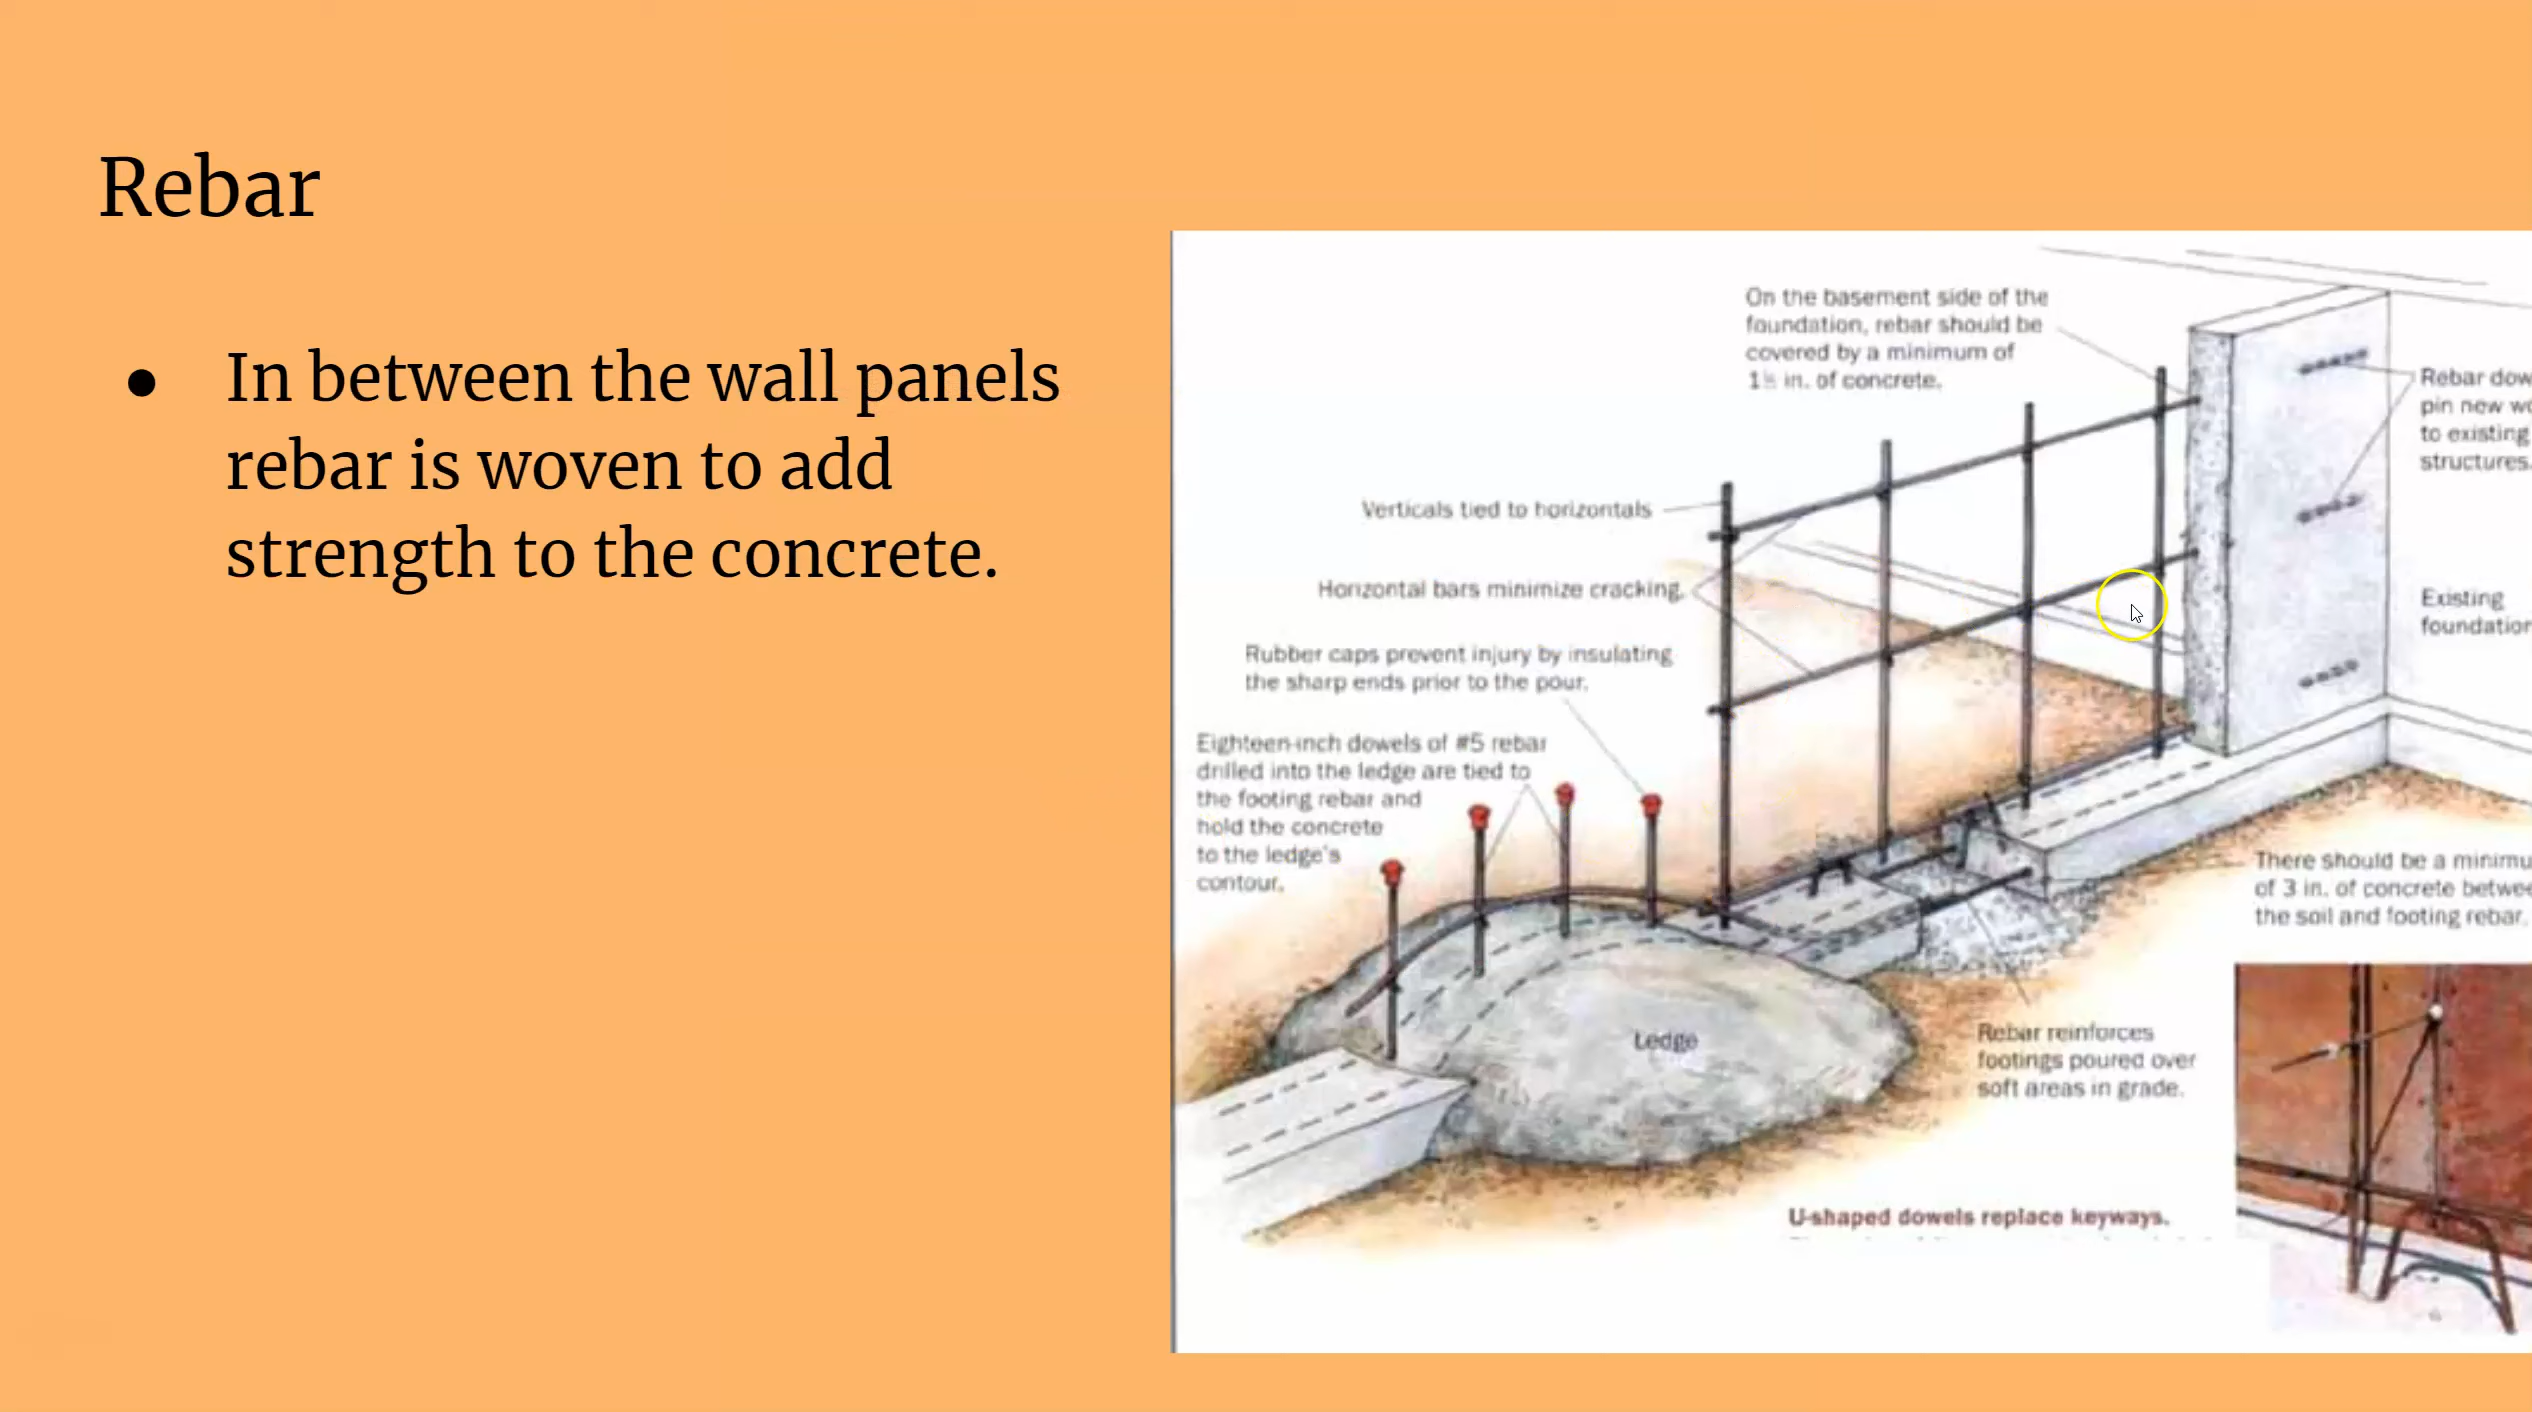 Rebar
● In between the wall panels
rebar is woven to add
strength to the concrete.
On the basement side of the
foundation, rebar should be
covered by a minimum of
in. of concrete.
Rebar dow
pin new wo
to existing
structures.
Verticals tied to horizontals
Horizontal bars minimize cracking.
Existing
foundation
Rubber caps prevent injury by insulating
the sharp ends prior to the pour.
Eighteen-inch dowels of #5 rebar
drilled into the ledge are tied to
the footing rebar and
hold the concrete
to the ledge's
contour.
There should be a minimu
of 3 in. of concrete betwee
the soil and footing rebar.
Ledge
Rebar reinforces
footings poured over
soft areas in grade.
U-shaped dowels replace keyways.